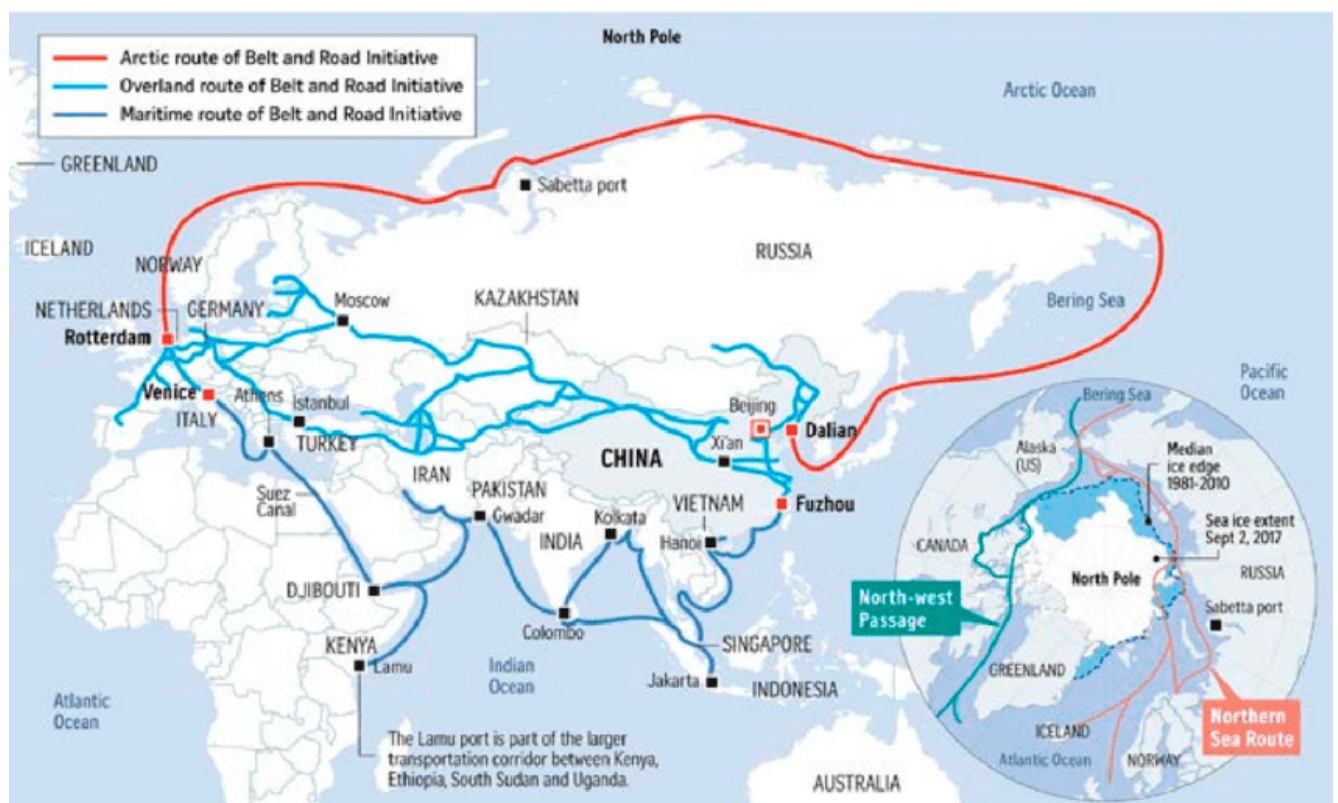 North Pole
Arctic route of Belt and Road Initiative
Overland route of Belt and Road Initiative
Maritime route of Belt and Road Initiative
Arctic Ocean
GREENLAND
Sabetta port
ICELAND
NORWAY
RUSSIA
Bering Sea
NETHERLANDS
GERMANY
Moscow
KAZAKHSTAN
Rotterdam
Venice
Athens
Istanbul
ITALY
TURKEY
Beijing
Dalian
Xi'an
CHINA
Pacific
Ocean
IRAN
PAKISTAN
Gwadar
Suez
Canal
Kolkata
INDIA
VIETNAM
Hanoi
Fuzhou
DJIBOUTI
KENYA
Lamu
Colombo
SINGAPORE
Jakarta
INDONESIA
Indian
Ocean
Atlantic
Ocean
The Lamu port is part of the larger
transportation corridor between Kenya,
Ethiopia, South Sudan and Uganda.
AUSTRALIA
Bering Sea
Alaska
(US)
Median
ice edge
1981-2010
Sea ice extent
Sept 2, 2017
CANADA
North Pole
RUSSIA
North-west
Passage
Sabetta port
GREENLAND
ICELAND
Northern
Sea Route
Atlantic Ocean
NORWAY